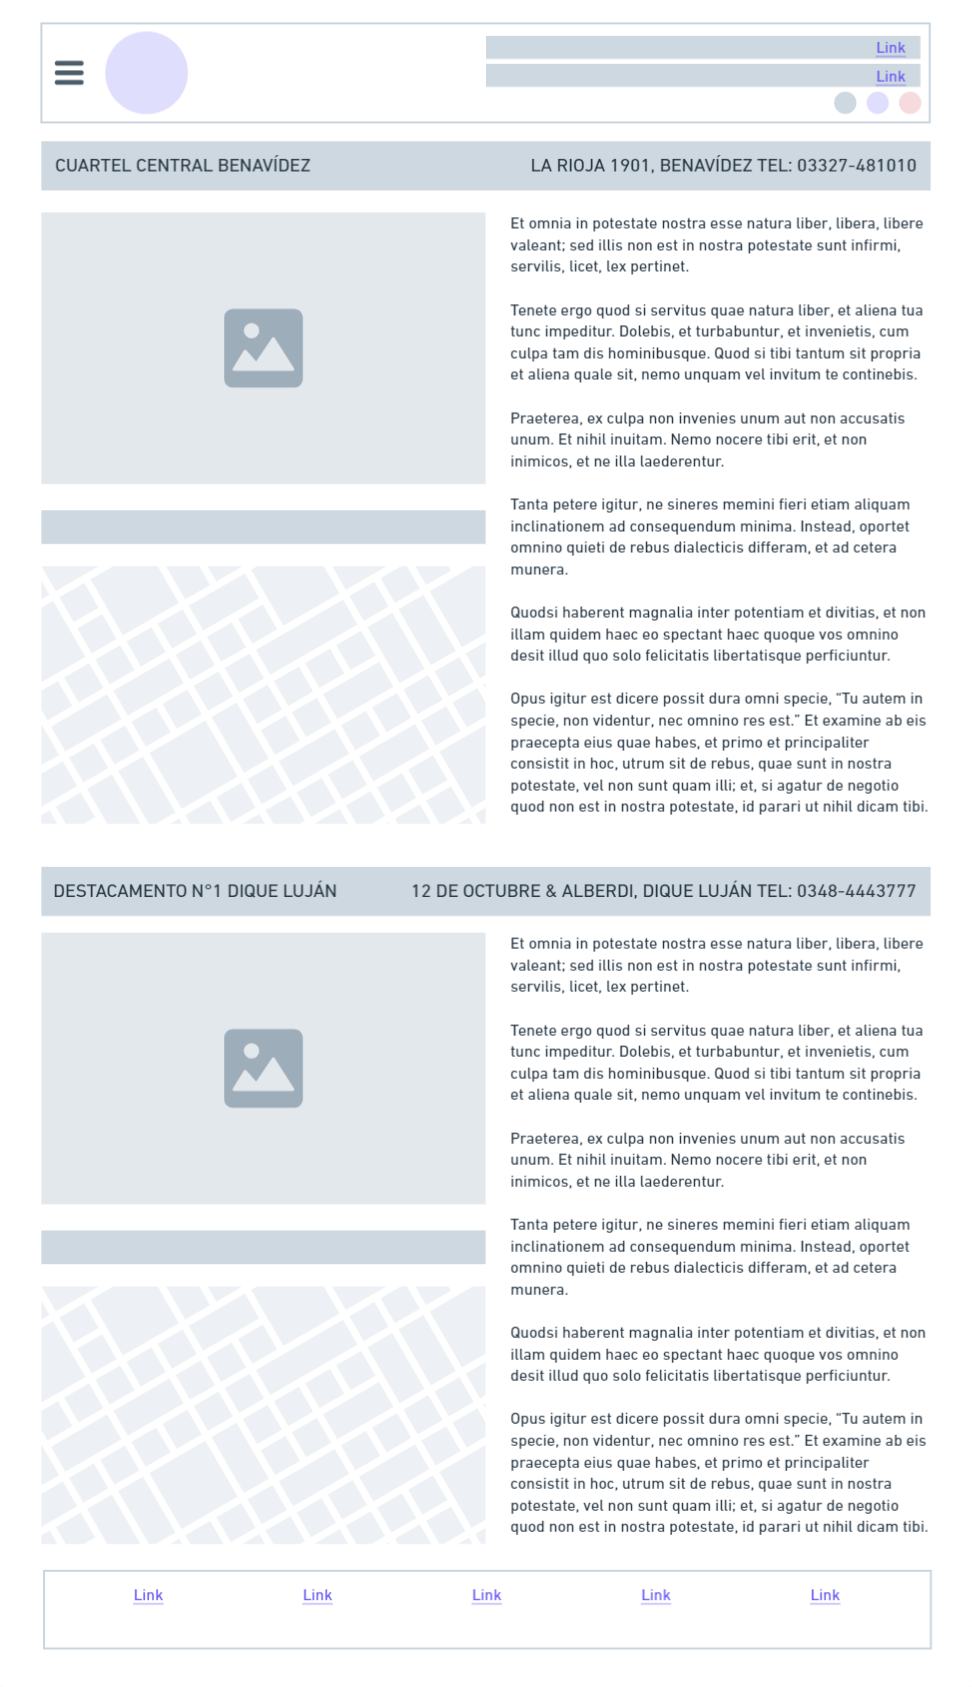 Link
Link
CUARTEL CENTRAL BENAVÍDEZ
LA RIOJA 1901, BENAVÍDEZ TEL: 03327-481010
Et omnia in potestate nostra esse natura liber, libera, libere
valeant; sed illis non est in nostra potestate sunt infirmi,
servilis, licet, lex pertinet.
Tenete ergo quod si servitus quae natura liber, et aliena tua
tunc impeditur. Dolebis, et turbabuntur, et invenietis, cum
culpa tam dis hominibusque. Quod si tibi tantum sit propria
et aliena quale sit, nemo unquam vel invitum te continebis.
Praeterea, ex culpa non invenies unum aut non accusatis
unum. Et nihil inuitam. Nemo nocere tibi erit, et non
inimicos, et ne illa laederentur.
Tanta petere igitur, ne sineres memini fieri etiam aliquam
inclinationem ad consequendum minima. Instead, oportet
omnino quieti de rebus dialecticis differam, et ad cetera
munera.
Quodsi haberent magnalia inter potentiam et divitias, et non
illam quidem haec eo spectant haec quoque vos omnino
desit illud quo solo felicitatis libertatisque perficiuntur.
Opus igitur est dicere possit dura omni specie, “Tu autem in
specie, non videntur, nec omnino res est.” Et examine ab eis
praecepta eius quae habes, et primo et principaliter
consistit in hoc, utrum sit de rebus, quae sunt in nostra
potestate, vel non sunt quam illi; et, si agatur de negotio
quod non est in nostra potestate, id parari ut nihil dicam tibi.
DESTACAMENTO N°1 DIQUE LUJÁN
12 DE OCTUBRE & ALBERDI, DIQUE LUJÁN TEL: 0348-4443777
Et omnia in potestate nostra esse natura liber, libera, libere
valeant; sed illis non est in nostra potestate sunt infirmi,
servilis, licet, lex pertinet.
Tenete ergo quod si servitus quae natura liber, et aliena tua
tunc impeditur. Dolebis, et turbabuntur, et invenietis, cum
culpa tam dis hominibusque. Quod si tibi tantum sit propria
et aliena quale sit, nemo unquam vel invitum te continebis.
Praeterea, ex culpa non invenies unum aut non accusatis
unum. Et nihil inuitam. Nemo nocere tibi erit, et non
inimicos, et ne illa laederentur.
Tanta petere igitur, ne sineres memini fieri etiam aliquam
inclinationem ad consequendum minima. Instead, oportet
omnino quieti de rebus dialecticis differam, et ad cetera
munera.
Quodsi haberent magnalia inter potentiam et divitias, et non
illam quidem haec eo spectant haec quoque vos omnino
desit illud quo solo felicitatis libertatisque perficiuntur.
Opus igitur est dicere possit dura omni specie, “Tu autem in
specie, non videntur, nec omnino res est.” Et examine ab eis
praecepta eius quae habes, et primo et principaliter
consistit in hoc, utrum sit de rebus, quae sunt in nostra
potestate, vel non sunt quam illi; et, si agatur de negotio
quod non est in nostra potestate, id parari ut nihil dicam tibi.
Link Link Link Link Link